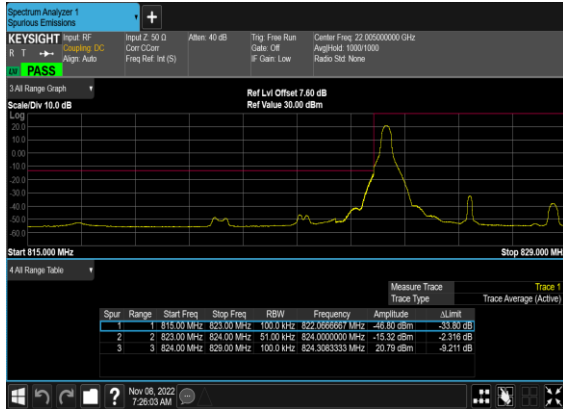 Spectrum Analyzer 1
Spurious Emissions
KEYSIGHT Input: RF Input Z: 50 Ω Atten: 40 dB Trig: Free Run Center Freq: 22.005000000 GHz
R T Coupling: DC Corr CCorr Gate: Off Avg|Hold: 1000/1000
Align: Auto Freq Ref: Int (S) IF Gain: Low Radio Std: None
PASS
3 All Range Graph
Scale/Div 10.0 dB Ref Lvl Offset 7.60 dB
Ref Value 30.00 dBm
Log
20.0
10.0
0.00
-10.0
-20.0
-30.0
-40.0
-50.0
-60.0
Start 815.000 MHz Stop 829.000 MH
4 All Range Table
Measure Trace Trace 1
Trace Type Trace Average (Active)
Spur Range Start Freq Stop Freq RBW Frequency Amplitude ΔLimit
1 1 815.00 MHz 823.00 MHz 100.0 kHz 822.0666667 MHz -46.80 dBm -33.80 dB
2 2 823.00 MHz 824.00 MHz 51.00 kHz 824.0000000 MHz -15.32 dBm -2.316 dB
3 3 824.00 MHz 829.00 MHz 100.0 kHz 824.3083333 MHz 20.79 dBm -9.211 dB
Nov 08, 2022
7:26:03 AM